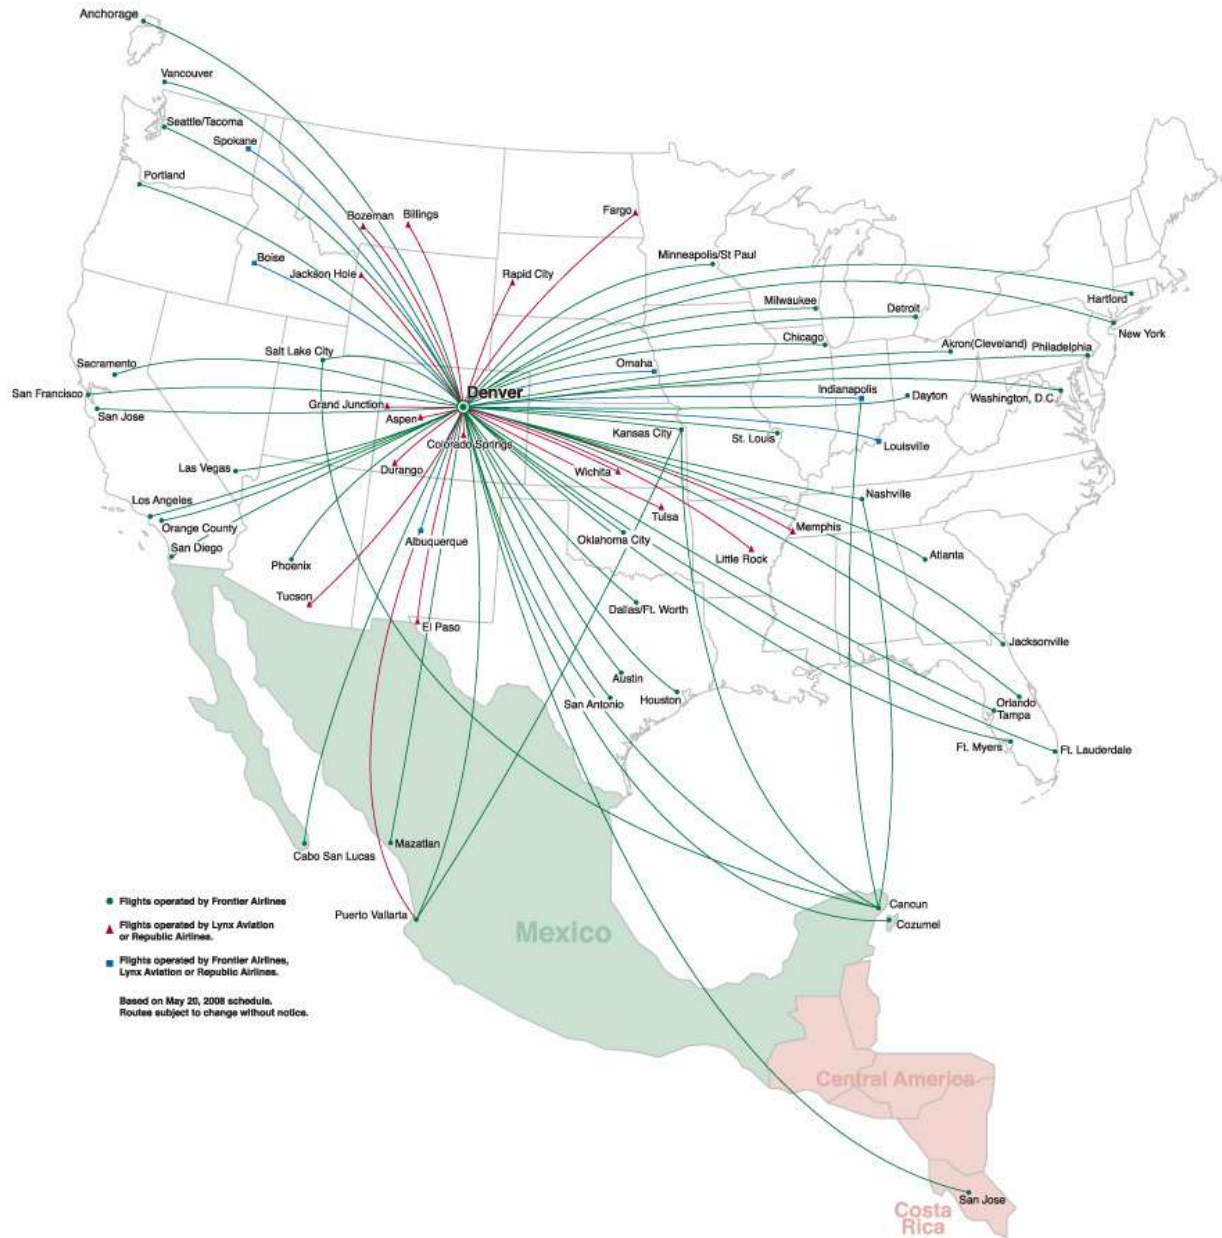 Anchorage
Vancouver
Seattle/Tacoma
Spokane
Portland
Bozeman
Billings
Fargo
Boise
Jackson Hole
Rapid City
Minneapolis/St Paul
Milwaukee
Detroit
Hartford
New York
Chicago
Akron(Cleveland)
Philadelphia
Salt Lake City
Sacramento
Omaha
San Francisco
Denver
Indianapolis
Dayton
Washington, D.C.
San Jose
Grand Junction
Aspen
Colorado Springs
Kansas City
St. Louis
Louisville
Las Vegas
Durango
Wichita
Los Angeles
Nashville
Orange County
Tulsa
Memphis
San Diego
Albuquerque
Oklahoma City
Little Rock
Atlanta
Phoenix
Tucson
Dallas/Ft. Worth
El Paso
Jacksonville
Austin
San Antonio
Houston
Orlando
Tampa
Ft. Myers
Ft. Lauderdale
Mazatlan
Cabo San Lucas
Flights operated by Frontier Airlines
Flights operated by Lynx Aviation
or Republic Airlines.
Flights operated by Frontier Airlines,
Lynx Aviation or Republic Airlines.
Based on May 20, 2008 schedule.
Routes subject to change without notice.
Puerto Vallarta
Mexico
Cancun
Cozumel
Central America
San Jose
Costa
Rica